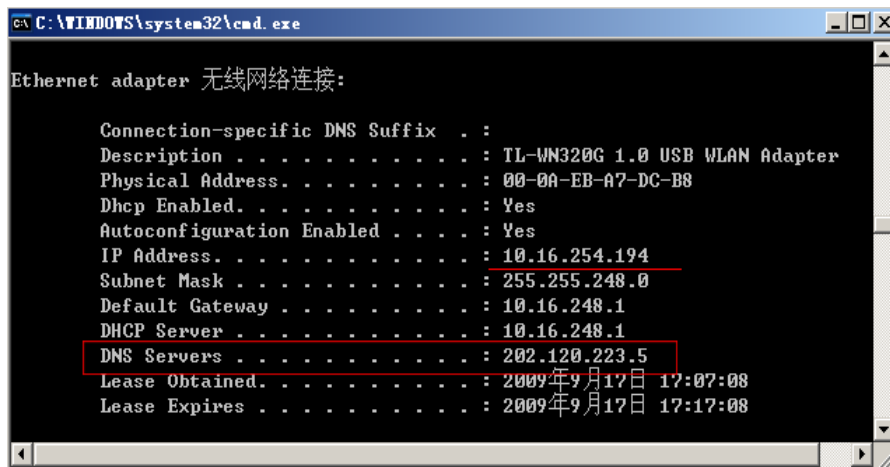 C:\WINDOWS\system32\cmd.exe
Ethernet adapter 无线网络连接:
Connection-specific DNS Suffix . :
Description . . . . . . . . . . . : TL-WN320G 1.0 USB WLAN Adapter
Physical Address. . . . . . . . . : 00-0A-EB-A7-DC-B8
Dhcp Enabled. . . . . . . . . . . : Yes
Autoconfiguration Enabled . . . . : Yes
IP Address. . . . . . . . . . . . : 10.16.254.194
Subnet Mask . . . . . . . . . . . : 255.255.248.0
Default Gateway . . . . . . . . . : 10.16.248.1
DHCP Server . . . . . . . . . . . : 10.16.248.1
DNS Servers . . . . . . . . . . . : 202.120.223.5
Lease Obtained. . . . . . . . . . : 2009年9月17日 17:07:08
Lease Expires . . . . . . . . . . : 2009年9月17日 17:17:08